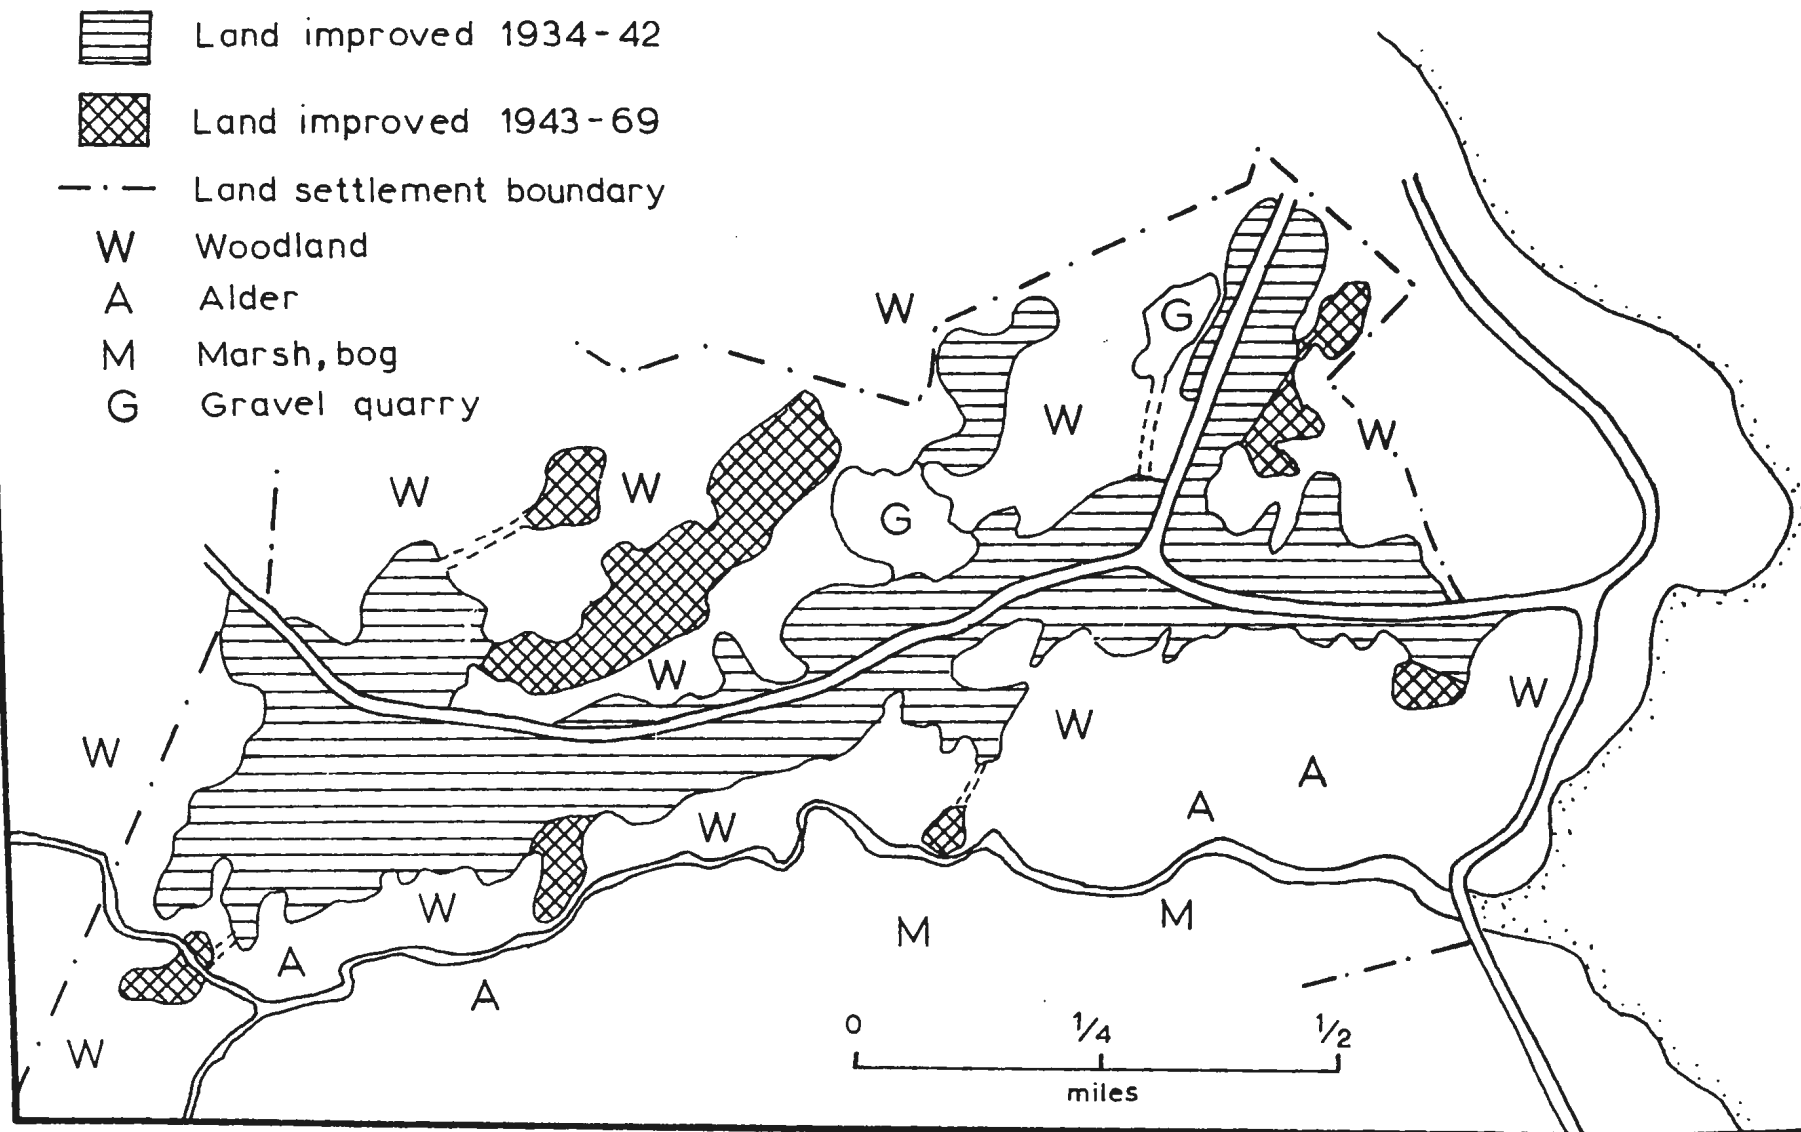 Land improved 1934-42
Land improved 1943-69
Land settlement boundary
W Woodland
A Alder
M Marsh, bog
G Gravel quarry
W
G
W
W
W
W
G
W
W
W
W
W
A
A
W
W
M
M
A
A
W
0 1/4 1/2
miles